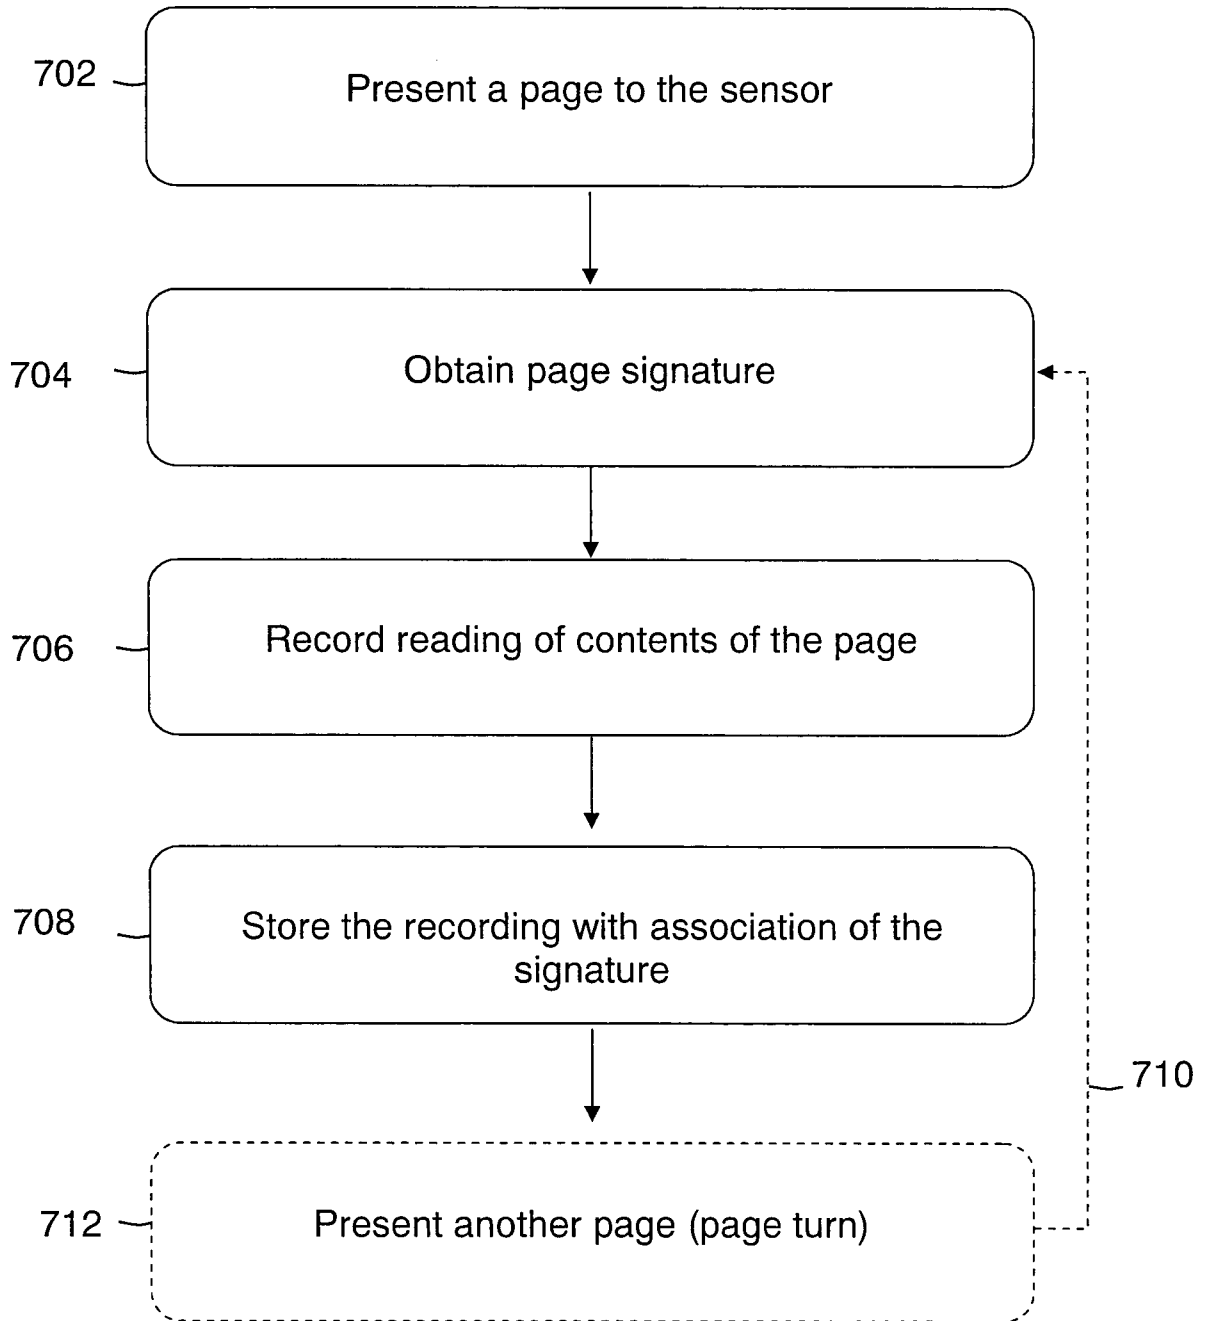 702
Present a page to the sensor
704
Obtain page signature
706
Record reading of contents of the page
708
Store the recording with association of the
signature
710
712
Present another page (page turn)